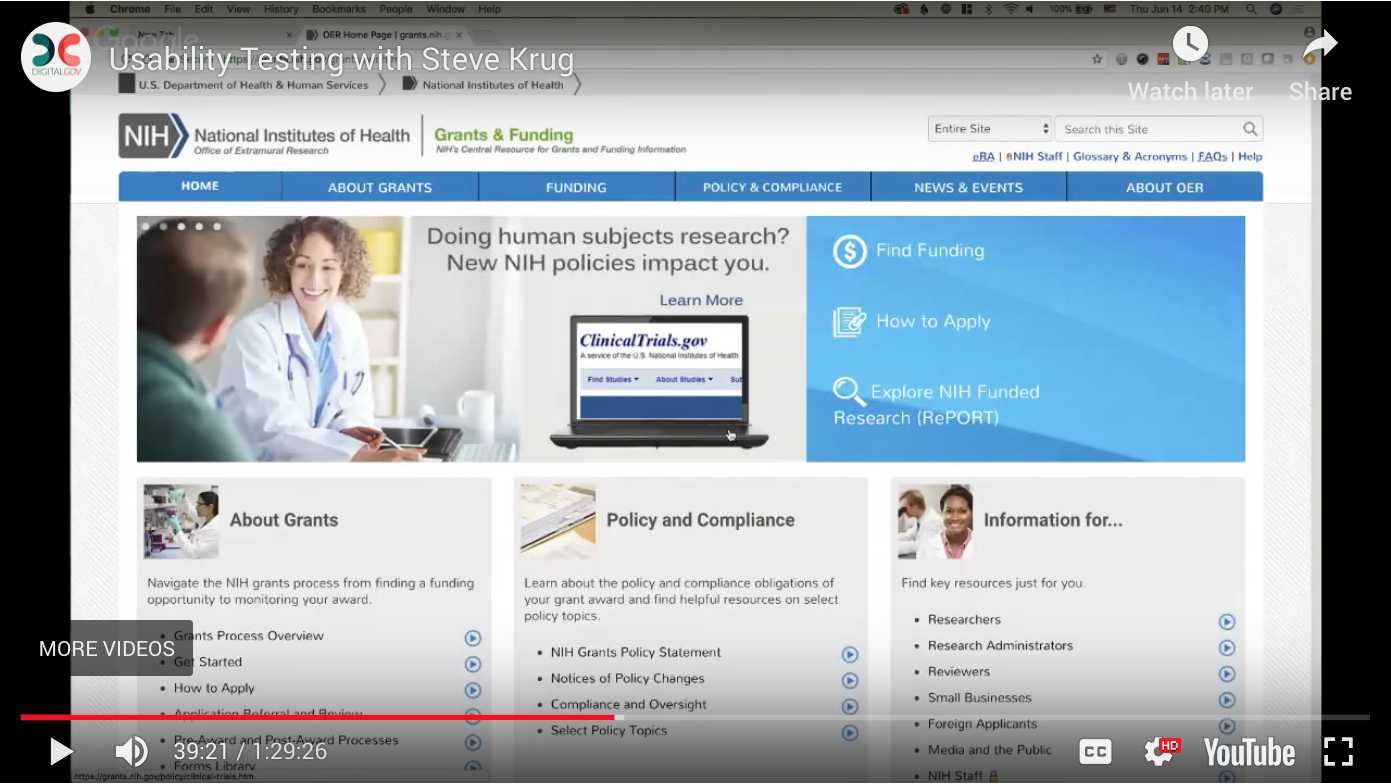 Chrome File Edit View History Bookmarks People Window Help 100% Thu Jun 14 2:40 PM
New Tab OER Home Page | grants.nih.g
DIGITALGOV
Usability Testing with Steve Krug
Watch later Share
U.S. Department of Health & Human Services National Institutes of Health
NIH National Institutes of Health
Office of Extramural Research
Grants & Funding
NIH's Central Resource for Grants and Funding Information
Entire Site Search this Site
eRA | NIH Staff | Glossary & Acronyms | FAQs | Help
HOME ABOUT GRANTS FUNDING POLICY & COMPLIANCE NEWS & EVENTS ABOUT OER
Doing human subjects research?
New NIH policies impact you.
Learn More
ClinicalTrials.gov
A service of the U.S. National Institutes of Health
Find Studies About Studies Sut
Find Funding
How to Apply
Explore NIH Funded
Research (RePORT)
About Grants
Navigate the NIH grants process from finding a funding
opportunity to monitoring your award.
• Grants Process Overview
• Get Started
• How to Apply
• Application Referral and Review
• Pre-Award and Post-Award Processes
• Forms Library
Policy and Compliance
Learn about the policy and compliance obligations of
your grant award and find helpful resources on select
policy topics.
• NIH Grants Policy Statement
• Notices of Policy Changes
• Compliance and Oversight
• Select Policy Topics
Information for...
Find key resources just for you.
• Researchers
• Research Administrators
• Reviewers
• Small Businesses
• Foreign Applicants
• Media and the Public
• NIH Staff
MORE VIDEOS
39:21 / 1:29:26
CC HD YouTube
https://grants.nih.gov/policy/clinical-trials.htm